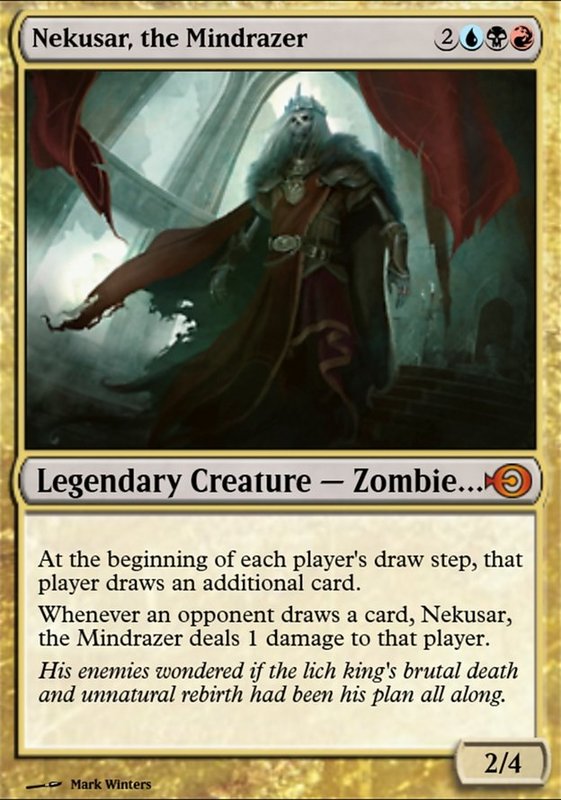 Nekusar, the Mindrazer 2
Legendary Creature — Zombie...
At the beginning of each player's draw step, that
player draws an additional card.
Whenever an opponent draws a card, Nekusar,
the Mindrazer deals 1 damage to that player.
His enemies wondered if the lich king's brutal death
and unnatural rebirth had been his plan all along.
2/4
Mark Winters